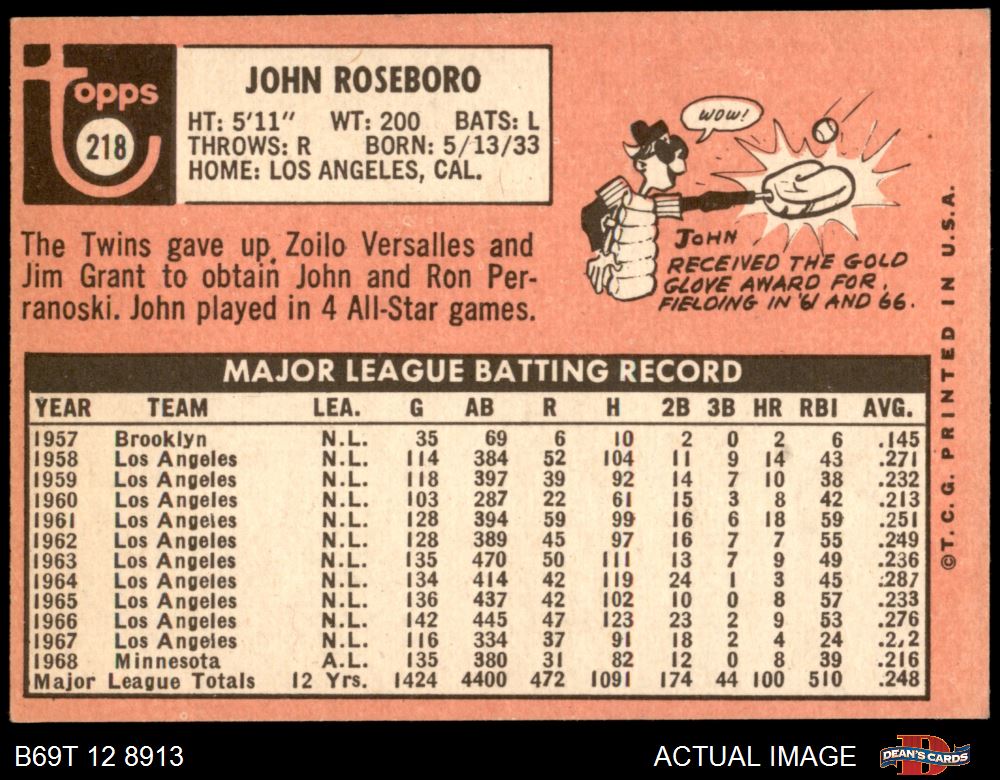 topps
218
JOHN ROSEBORO
HT: 5'11" WT: 200 BATS: L
THROWS: R BORN: 5/13/33
HOME: LOS ANGELES, CAL.
WOW!
The Twins gave up Zoilo Versalles and
Jim Grant to obtain John and Ron Per-
ranoski. John played in 4 All-Star games.
JOHN
RECEIVED THE GOLD
GLOVE AWARD FOR
FIELDING IN '61 AND '66.
MAJOR LEAGUE BATTING RECORD
YEAR TEAM LEA. G AB R H 2B 3B HR RBI AVG.
1957 Brooklyn N.L. 35 69 6 10 2 0 2 6 .145
1958 Los Angeles N.L. 114 384 52 104 11 9 14 43 .271
1959 Los Angeles N.L. 118 397 39 92 14 7 10 38 .232
1960 Los Angeles N.L. 103 287 22 61 15 3 8 42 .213
1961 Los Angeles N.L. 128 394 59 99 16 6 18 59 .251
1962 Los Angeles N.L. 128 389 45 97 16 7 7 55 .249
1963 Los Angeles N.L. 135 470 50 111 13 7 9 49 .236
1964 Los Angeles N.L. 134 414 42 119 24 1 3 45 .287
1965 Los Angeles N.L. 136 437 42 102 10 0 8 57 .233
1966 Los Angeles N.L. 142 445 47 123 23 2 9 53 .276
1967 Los Angeles N.L. 116 334 37 91 18 2 4 24
1968 Minnesota A.L. 135 380 31 82 12 0 8 39 .216
Major League Totals 12 Yrs. 1424 4400 472 1091 174 44 100 510 .248
©T. C. G. PRINTED IN U.S.A.
B69T 12 8913
ACTUAL IMAGE
DEAN'S CARDS